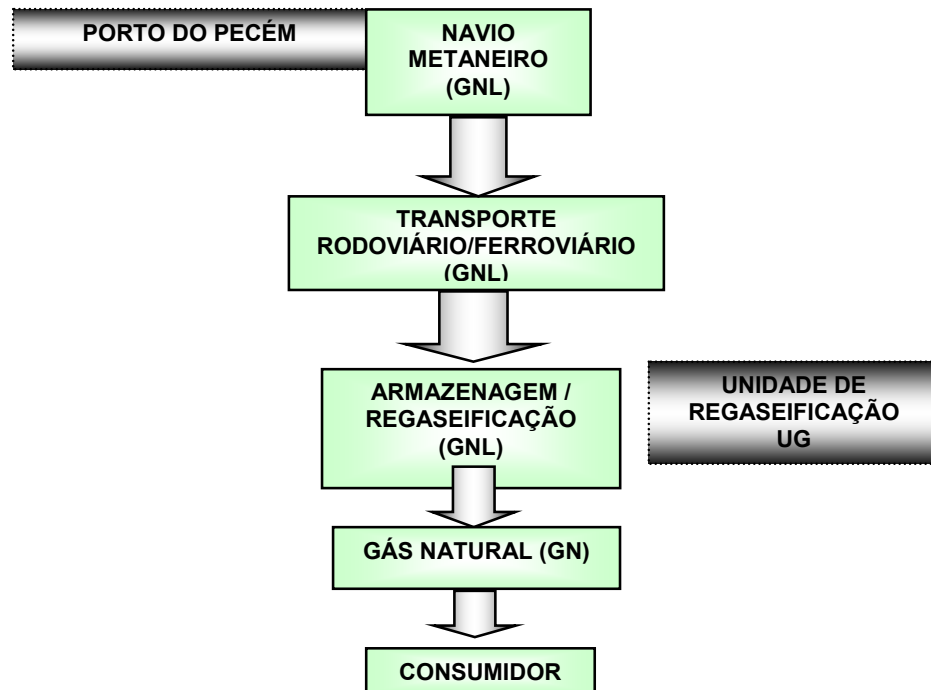 PORTO DO PECÉM
NAVIO
METANEIRO
(GNL)
TRANSPORTE
RODOVIÁRIO/FERROVIÁRIO
(GNL)
ARMAZENAGEM /
REGASEIFICAÇÃO
(GNL)
UNIDADE DE
REGASEIFICAÇÃO
UG
GÁS NATURAL (GN)
CONSUMIDOR